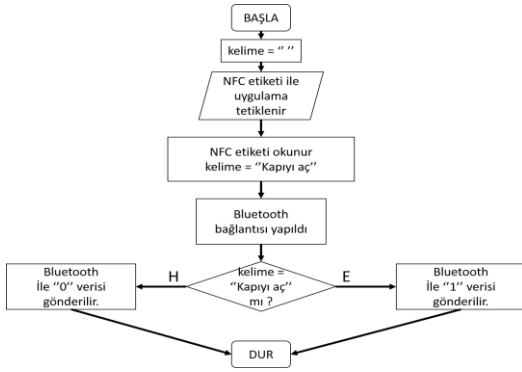 BAŞLA
kelime = ‘’ ‘’
NFC etiketi ile
uygulama
tetiklenir
NFC etiketi okunur
kelime = ‘’Kapıyı aç’’
Bluetooth
bağlantısı yapıldı
kelime =
‘’Kapıyı aç’’
mı ?
H
E
Bluetooth
İle ‘’0’’ verisi
gönderilir.
Bluetooth
İle ‘’1’’ verisi
gönderilir.
DUR